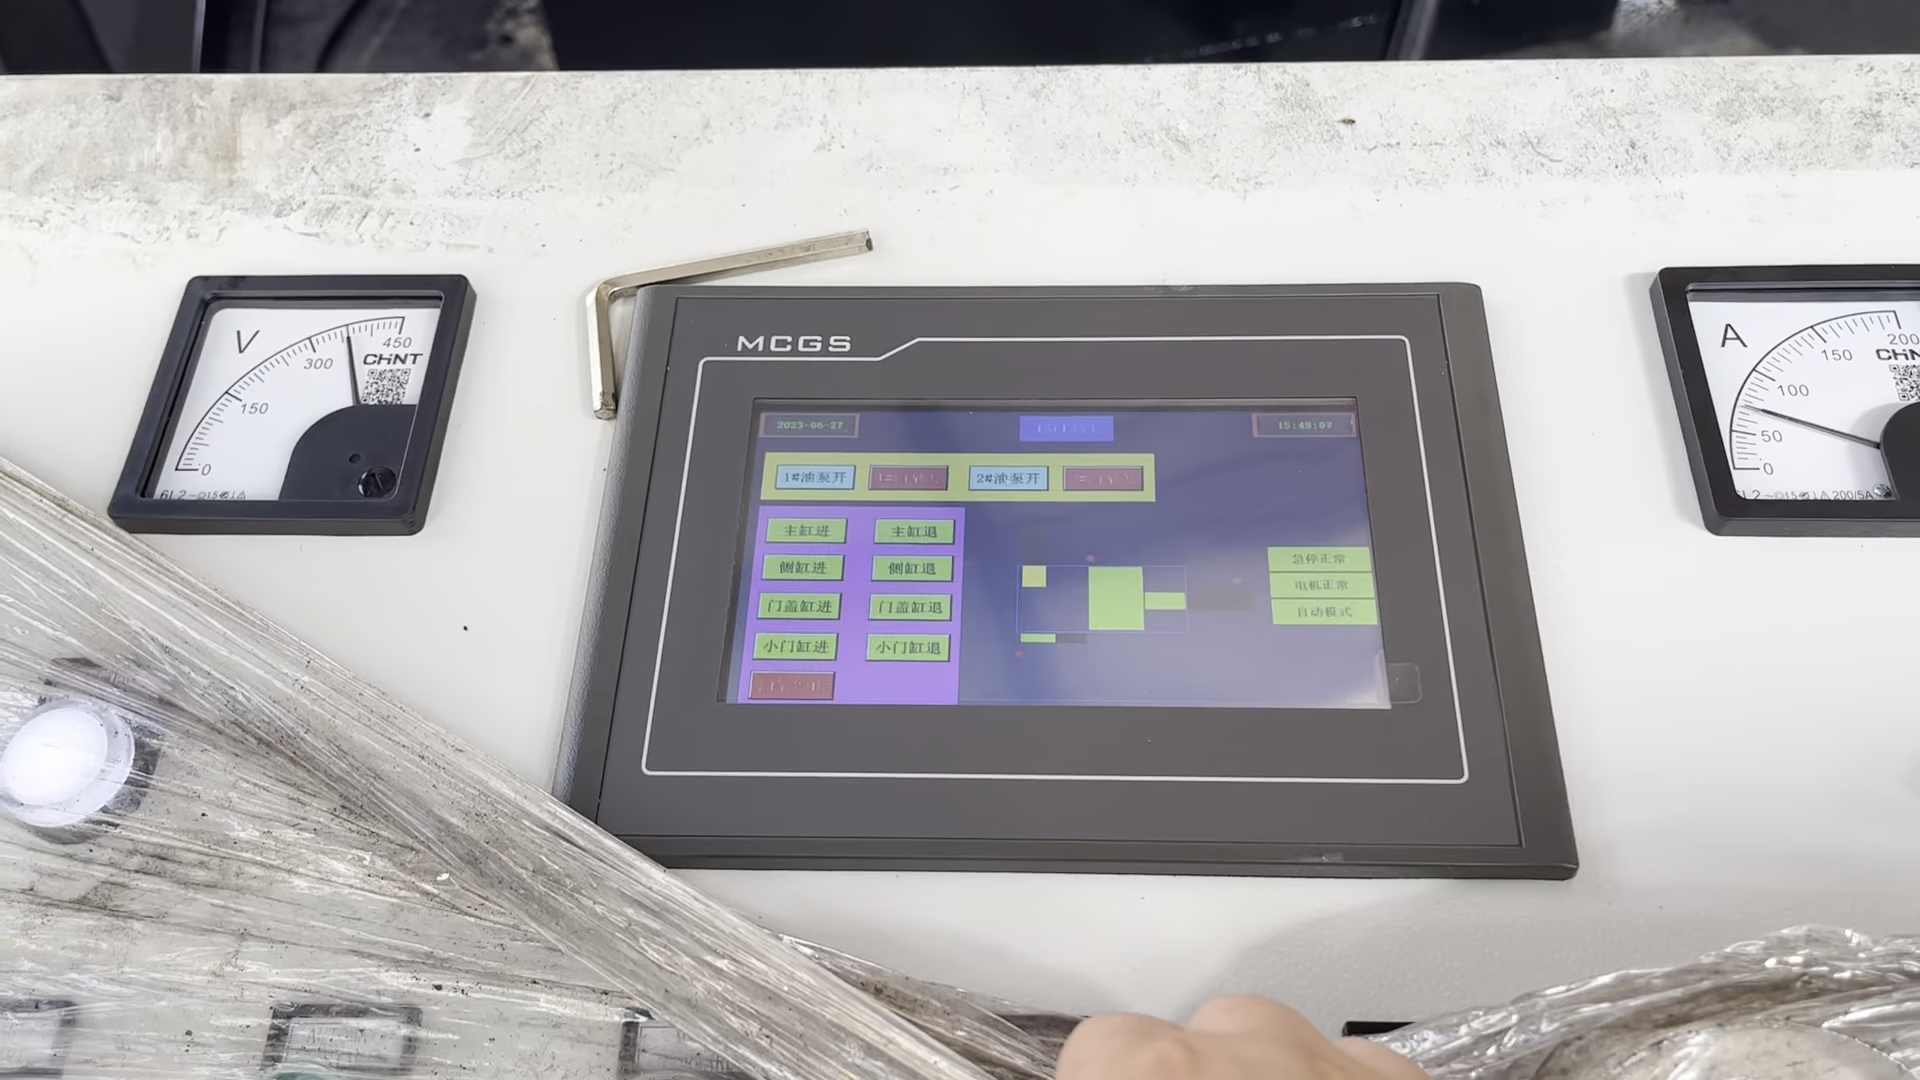 MCGS
V
0
150
300
450
CHNT
A
0
50
100
150
200
200/5A
2023-06-27
15:49:07
1#油泵开
2#油泵开
主缸进 主缸退
侧缸进 侧缸退
门盖缸进 门盖缸退
小门缸进 小门缸退
急停正常
电机正常
自动模式